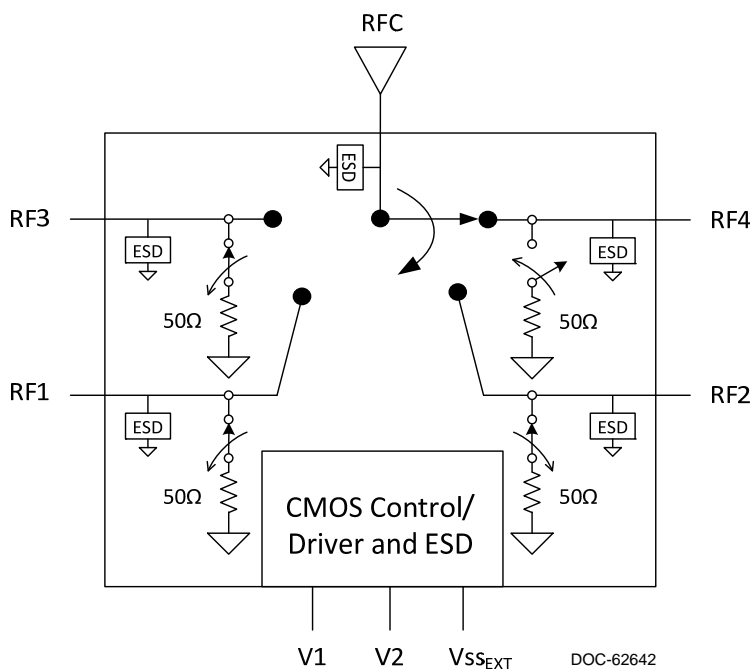 RFC
ESD
RF3
RF4
ESD
ESD
50Ω
50Ω
RF1
RF2
ESD
ESD
50Ω
50Ω
CMOS Control/
Driver and ESD
V1 V2 VssEXT
DOC-62642